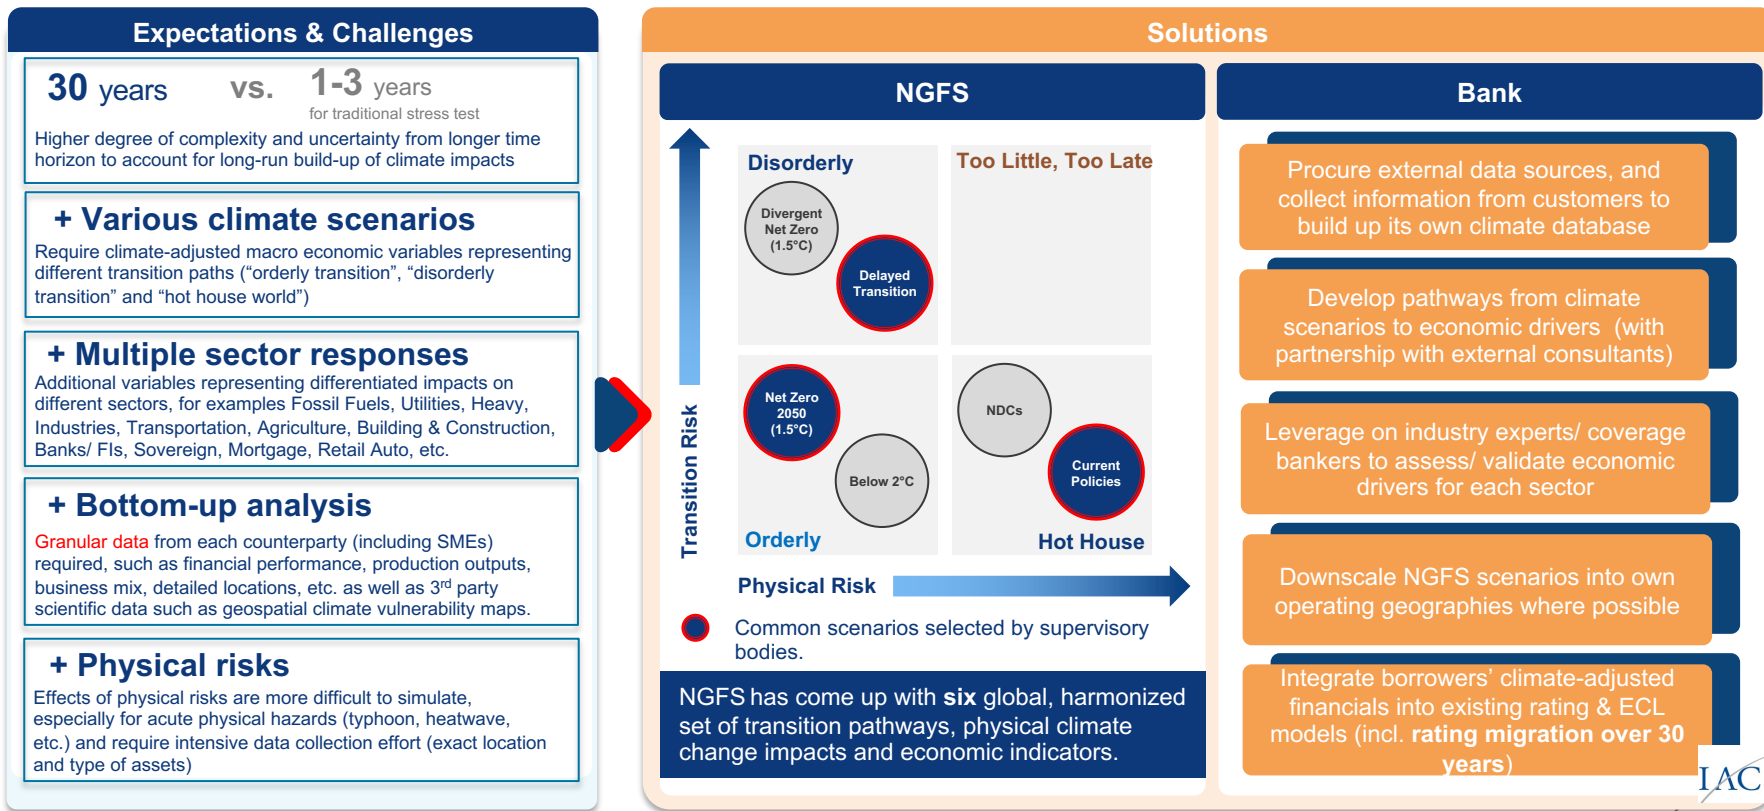 Expectations & Challenges
30 years vs. 1-3 years
for traditional stress test
Higher degree of complexity and uncertainty from longer time
horizon to account for long-run build-up of climate impacts
+ Various climate scenarios
Require climate-adjusted macro economic variables representing
different transition paths (“orderly transition”, “disorderly
transition” and “hot house world”)
+ Multiple sector responses
Additional variables representing differentiated impacts on
different sectors, for examples Fossil Fuels, Utilities, Heavy,
Industries, Transportation, Agriculture, Building & Construction,
Banks/ FIs, Sovereign, Mortgage, Retail Auto, etc.
+ Bottom-up analysis
Granular data from each counterparty (including SMEs)
required, such as financial performance, production outputs,
business mix, detailed locations, etc. as well as 3rd party
scientific data such as geospatial climate vulnerability maps.
+ Physical risks
Effects of physical risks are more difficult to simulate,
especially for acute physical hazards (typhoon, heatwave,
etc.) and require intensive data collection effort (exact location
and type of assets)
Solutions
NGFS
Transition Risk
Disorderly
Divergent
Net Zero
(1.5°C)
Delayed
Transition
Too Little, Too Late
Net Zero
2050
(1.5°C)
Below 2°C
Orderly
NDCs
Current
Policies
Hot House
Physical Risk
Common scenarios selected by supervisory
bodies.
NGFS has come up with six global, harmonized
set of transition pathways, physical climate
change impacts and economic indicators.
Bank
Procure external data sources, and
collect information from customers to
build up its own climate database
Develop pathways from climate
scenarios to economic drivers (with
partnership with external consultants)
Leverage on industry experts/ coverage
bankers to assess/ validate economic
drivers for each sector
Downscale NGFS scenarios into own
operating geographies where possible
Integrate borrowers’ climate-adjusted
financials into existing rating & ECL
models (incl. rating migration over 30
years)
IAC